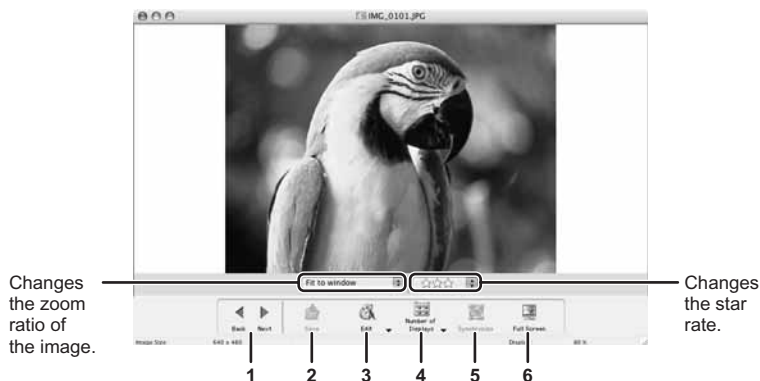 IMG_0101.JPG
Changes
the zoom
ratio of
the image.
Fit to window
Changes
the star
rate.
Back Next
Save
Edit
Number of
Displays
Synchronize
Full Screen
Image Size
640 x 480
80 %
1 2 3 4 5 6